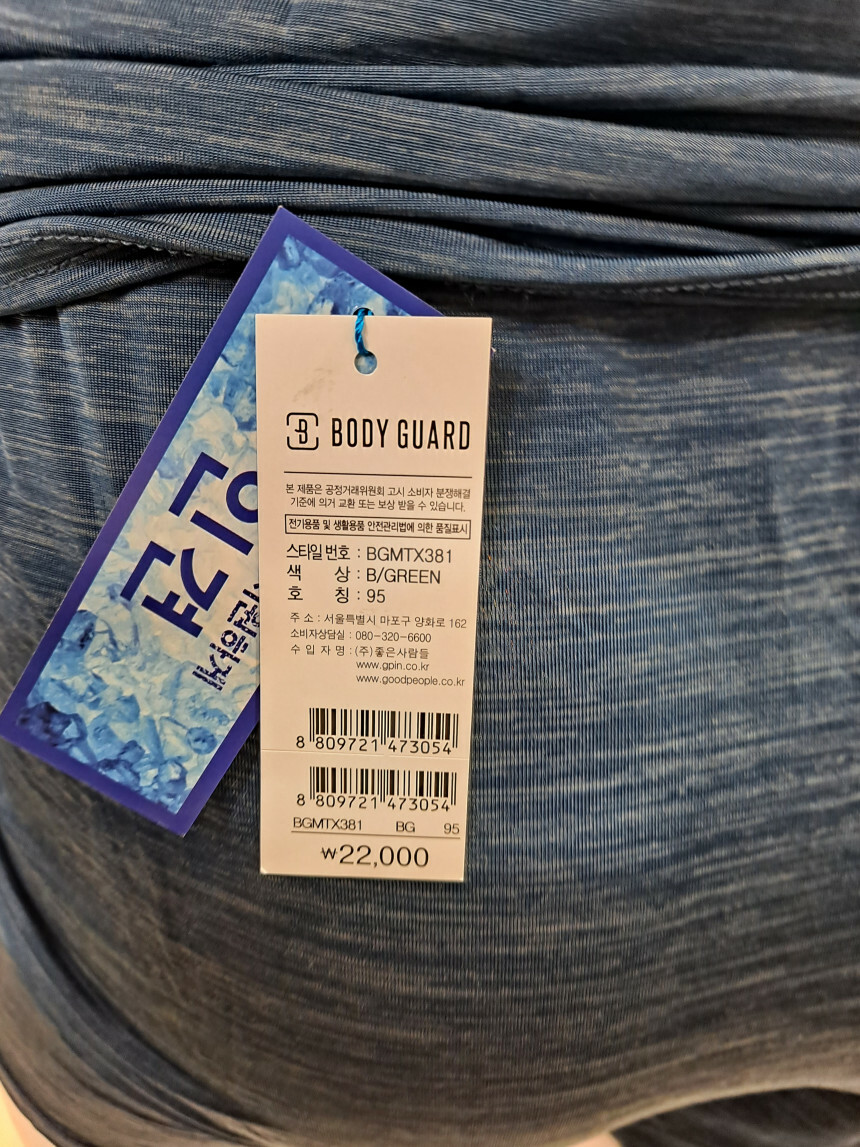 BODY GUARD
본 제품은 공정거래위원회 고시 소비자 분쟁해결
기준에 의거 교환 또는 보상 받을 수 있습니다.
전기용품 및 생활용품 안전관리법에 의한 품질표시
스타일 번호 : BGMTX381
색 상 : B/GREEN
호 칭 : 95
주 소 : 서울특별시 마포구 양화로 162
소비자상담실 : 080-320-6600
수 입 자 명 : (주)좋은사람들
www.gpin.co.kr
www.goodpeople.co.kr
8 809721 473054
8 809721 473054
BGMTX381 BG 95
₩22,000
인견